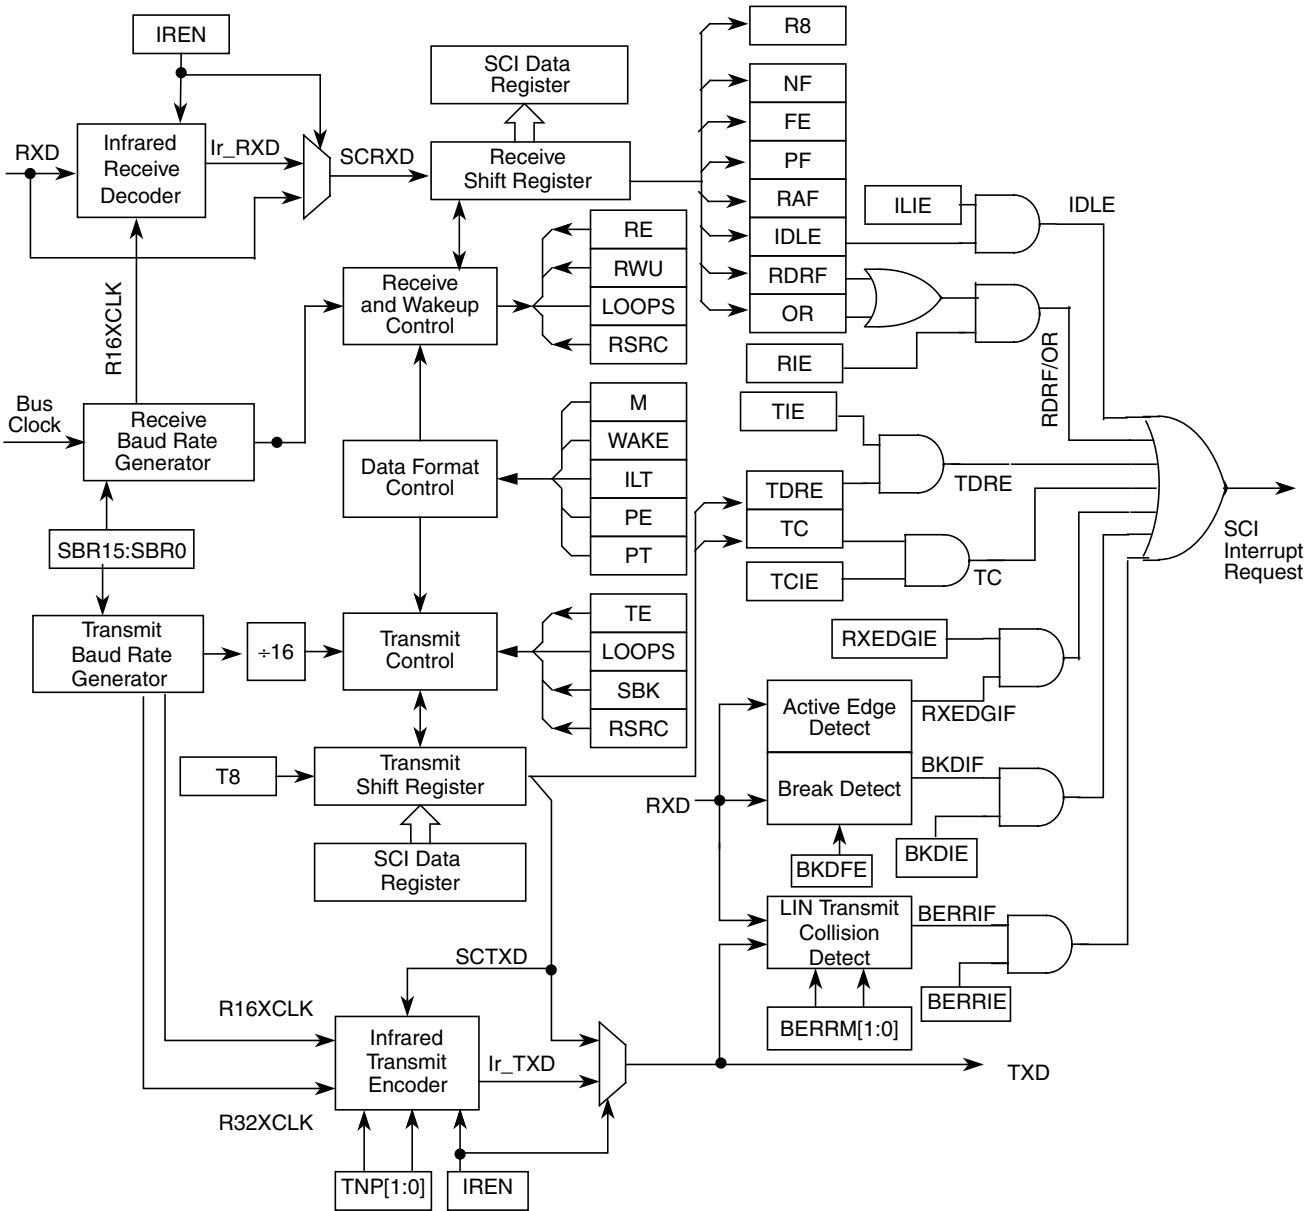 IREN
SCI Data
Register
R8
NF
FE
PF
RAF
IDLE
RDRF
OR
RXD
Infrared
Receive
Decoder
Ir_RXD
SCRXD
Receive
Shift Register
ILIE
IDLE
RE
RWU
LOOPS
RSRC
Receive
and Wakeup
Control
R16XCLK
RIE
RDRF/OR
Bus
Clock
Receive
Baud Rate
Generator
M
WAKE
ILT
PE
PT
Data Format
Control
TIE
TDRE
TC
TCIE
TDRE
TC
SCI
Interrupt
Request
SBR15:SBR0
Transmit
Baud Rate
Generator
÷16
Transmit
Control
TE
LOOPS
SBK
RSRC
RXEDGIE
Active Edge
Detect
RXEDGIF
T8
Transmit
Shift Register
RXD
Break Detect
BKDIF
BKDIE
BKDFE
SCI Data
Register
LIN Transmit
Collision
Detect
BERRIF
BERRIE
BERRM[1:0]
SCTXD
R16XCLK
Infrared
Transmit
Encoder
Ir_TXD
TXD
R32XCLK
TNP[1:0]
IREN